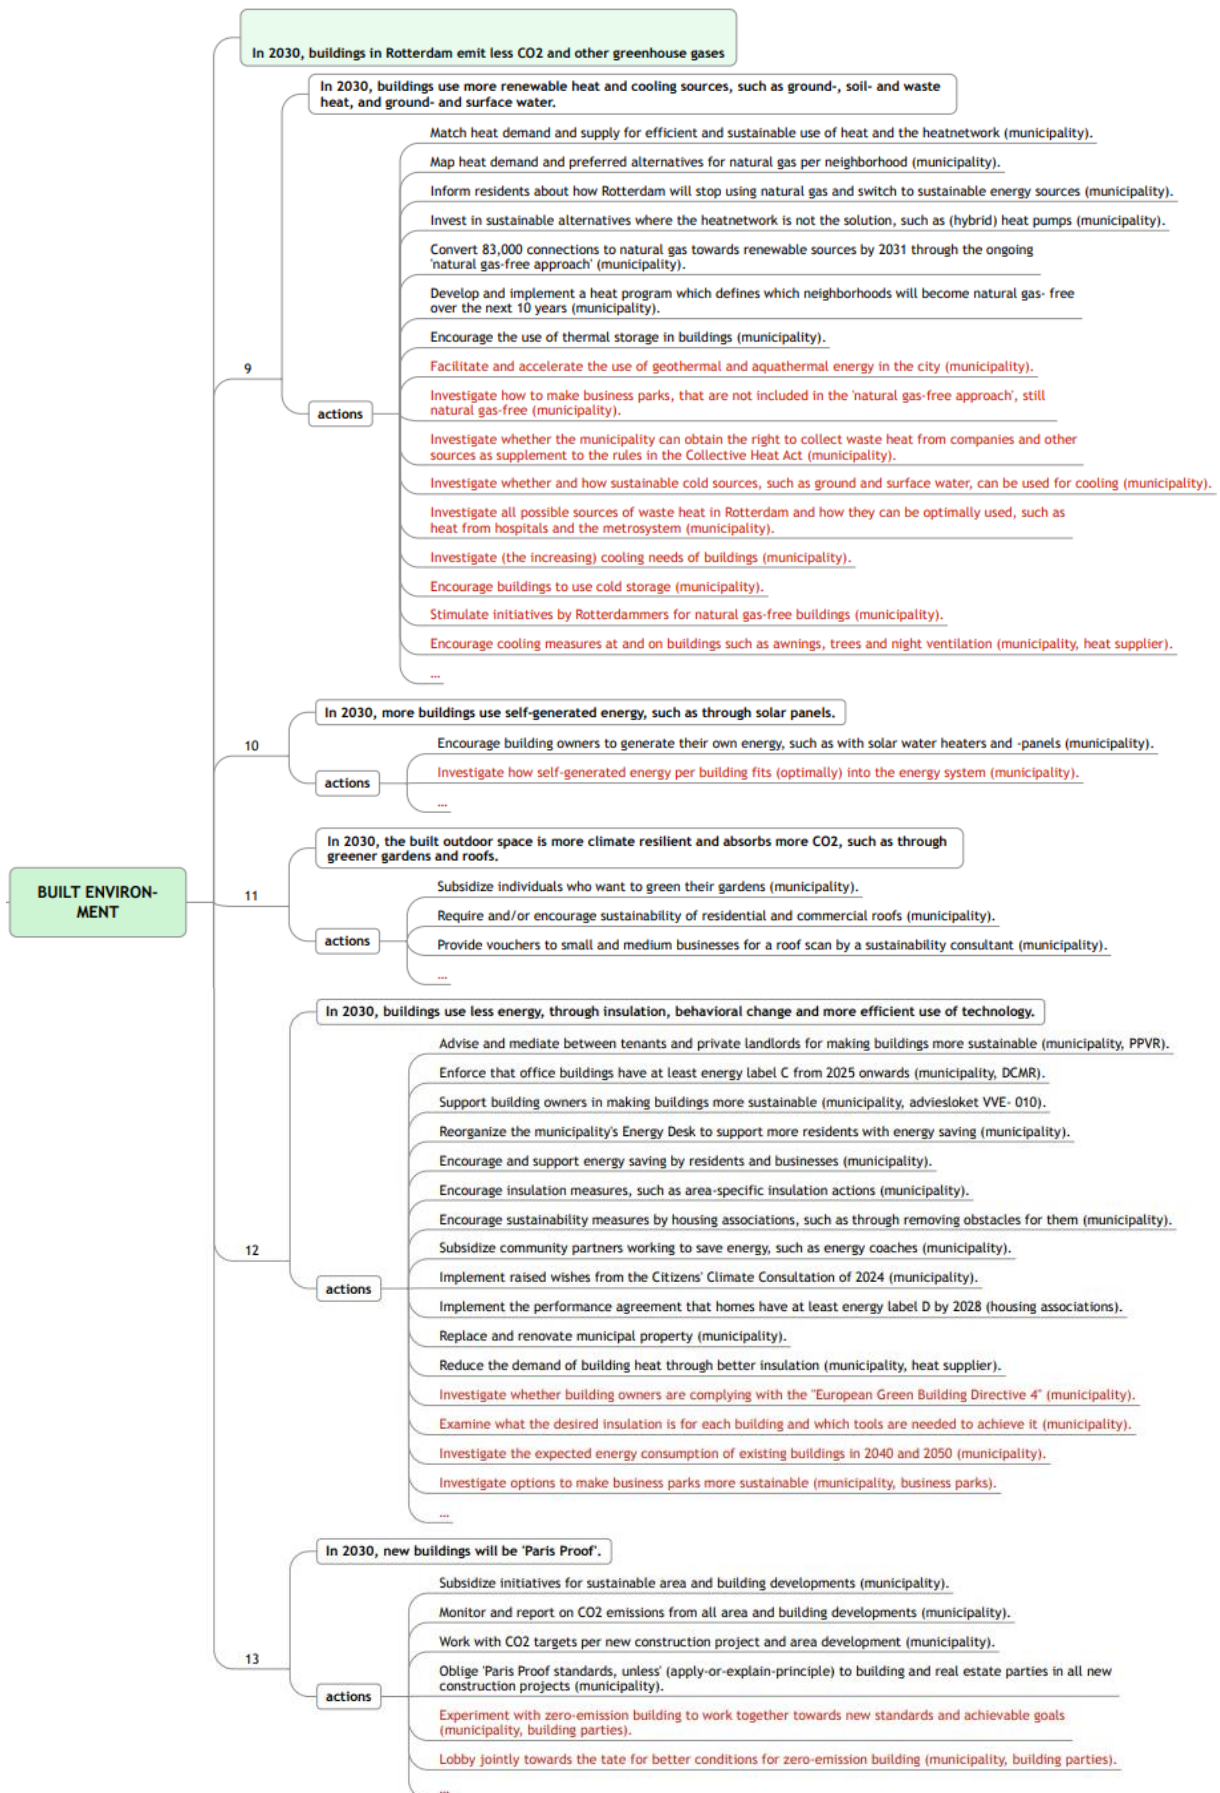 In 2030, buildings in Rotterdam emit less CO2 and other greenhouse gases
In 2030, buildings use more renewable heat and cooling sources, such as ground-, soil- and waste
heat, and ground- and surface water.
Match heat demand and supply for efficient and sustainable use of heat and the heatnetwork (municipality).
Map heat demand and preferred alternatives for natural gas per neighborhood (municipality).
Inform residents about how Rotterdam will stop using natural gas and switch to sustainable energy sources (municipality).
Invest in sustainable alternatives where the heatnetwork is not the solution, such as (hybrid) heat pumps (municipality).
Convert 83,000 connections to natural gas towards renewable sources by 2031 through the ongoing
'natural gas-free approach' (municipality).
Develop and implement a heat program which defines which neighborhoods will become natural gas- free
over the next 10 years (municipality).
Encourage the use of thermal storage in buildings (municipality).
9
Facilitate and accelerate the use of geothermal and aquathermal energy in the city (municipality).
Investigate how to make business parks, that are not included in the 'natural gas-free approach', still
natural gas-free (municipality).
actions
Investigate whether the municipality can obtain the right to collect waste heat from companies and other
sources as supplement to the rules in the Collective Heat Act (municipality).
Investigate whether and how sustainable cold sources, such as ground and surface water, can be used for cooling (municipality).
Investigate all possible sources of waste heat in Rotterdam and how they can be optimally used, such as
heat from hospitals and the metrosystem (municipality).
Investigate (the increasing) cooling needs of buildings (municipality).
Encourage buildings to use cold storage (municipality).
Stimulate initiatives by Rotterdammers for natural gas-free buildings (municipality).
Encourage cooling measures at and on buildings such as awnings, trees and night ventilation (municipality, heat supplier).
...
In 2030, more buildings use self-generated energy, such as through solar panels.
10
Encourage building owners to generate their own energy, such as with solar water heaters and -panels (municipality).
actions
Investigate how self-generated energy per building fits (optimally) into the energy system (municipality).
...
In 2030, the built outdoor space is more climate resilient and absorbs more CO2, such as through
greener gardens and roofs.
BUILT ENVIRON-
MENT
11
Subsidize individuals who want to green their gardens (municipality).
Require and/or encourage sustainability of residential and commercial roofs (municipality).
actions
Provide vouchers to small and medium businesses for a roof scan by a sustainability consultant (municipality).
...
In 2030, buildings use less energy, through insulation, behavioral change and more efficient use of technology.
Advise and mediate between tenants and private landlords for making buildings more sustainable (municipality, PPVR).
Enforce that office buildings have at least energy label C from 2025 onwards (municipality, DCMR).
Support building owners in making buildings more sustainable (municipality, adviesloket VVE- 010).
Reorganize the municipality's Energy Desk to support more residents with energy saving (municipality).
Encourage and support energy saving by residents and businesses (municipality).
Encourage insulation measures, such as area-specific insulation actions (municipality).
Encourage sustainability measures by housing associations, such as through removing obstacles for them (municipality).
12
Subsidize community partners working to save energy, such as energy coaches (municipality).
Implement raised wishes from the Citizens' Climate Consultation of 2024 (municipality).
actions
Implement the performance agreement that homes have at least energy label D by 2028 (housing associations).
Replace and renovate municipal property (municipality).
Reduce the demand of building heat through better insulation (municipality, heat supplier).
Investigate whether building owners are complying with the "European Green Building Directive 4" (municipality).
Examine what the desired insulation is for each building and which tools are needed to achieve it (municipality).
Investigate the expected energy consumption of existing buildings in 2040 and 2050 (municipality).
Investigate options to make business parks more sustainable (municipality, business parks).
...
In 2030, new buildings will be 'Paris Proof'.
Subsidize initiatives for sustainable area and building developments (municipality).
Monitor and report on CO2 emissions from all area and building developments (municipality).
Work with CO2 targets per new construction project and area development (municipality).
13
Oblige 'Paris Proof standards, unless' (apply-or-explain-principle) to building and real estate parties in all new
construction projects (municipality).
actions
Experiment with zero-emission building to work together towards new standards and achievable goals
(municipality, building parties).
Lobby jointly towards the tate for better conditions for zero-emission building (municipality, building parties).
...